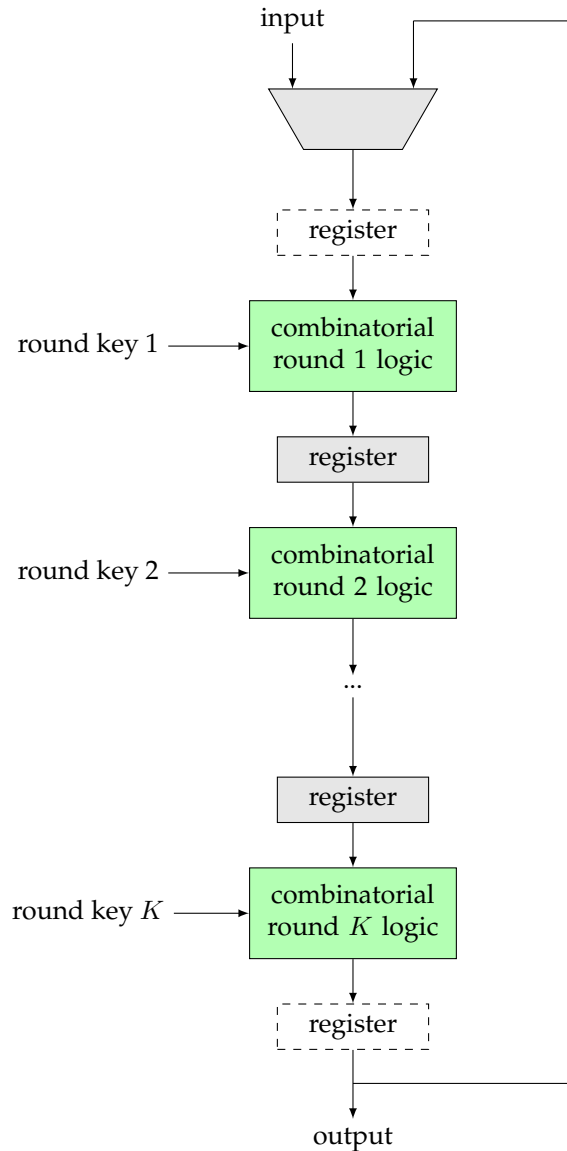 input
register
combinatorial
round 1 logic
round key 1
register
combinatorial
round 2 logic
round key 2
...
register
combinatorial
round K logic
round key K
register
output